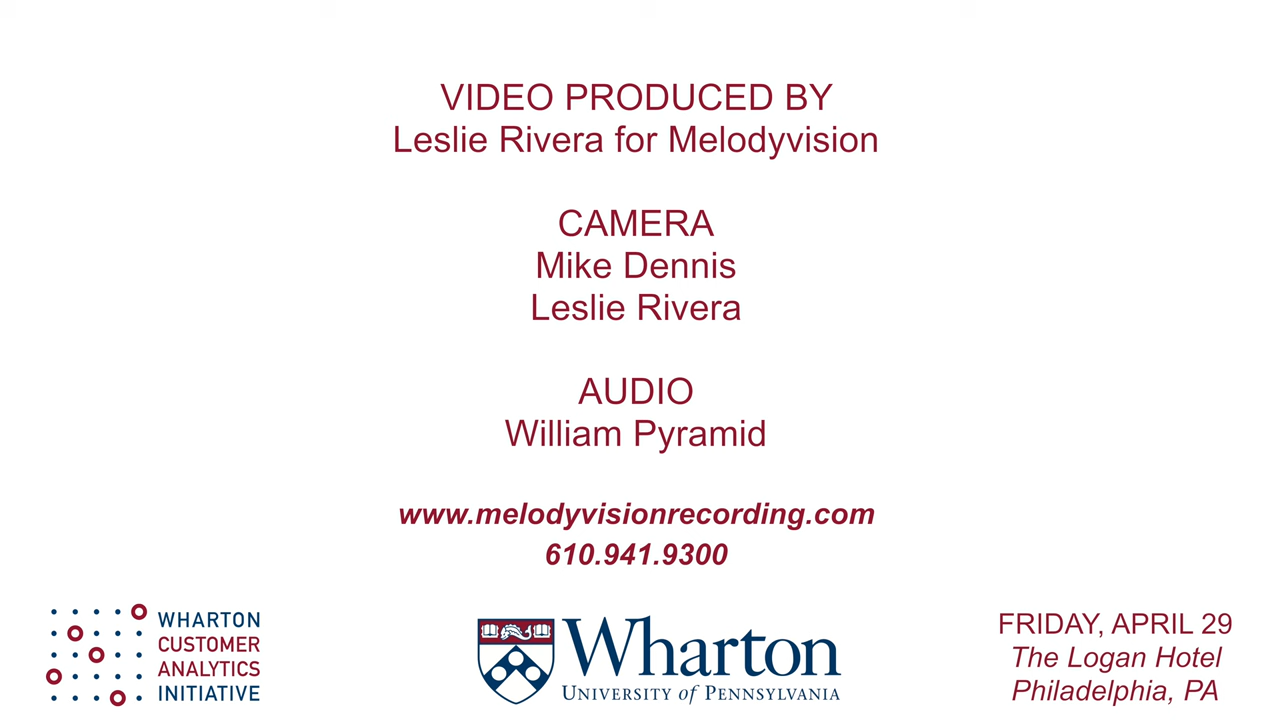 VIDEO PRODUCED BY
Leslie Rivera for Melodyvision
CAMERA
Mike Dennis
Leslie Rivera
AUDIO
William Pyramid
www.melodyvisionrecording.com
610.941.9300
WHARTON
CUSTOMER
ANALYTICS
INITIATIVE
Wharton
UNIVERSITY of PENNSYLVANIA
FRIDAY, APRIL 29
The Logan Hotel
Philadelphia, PA